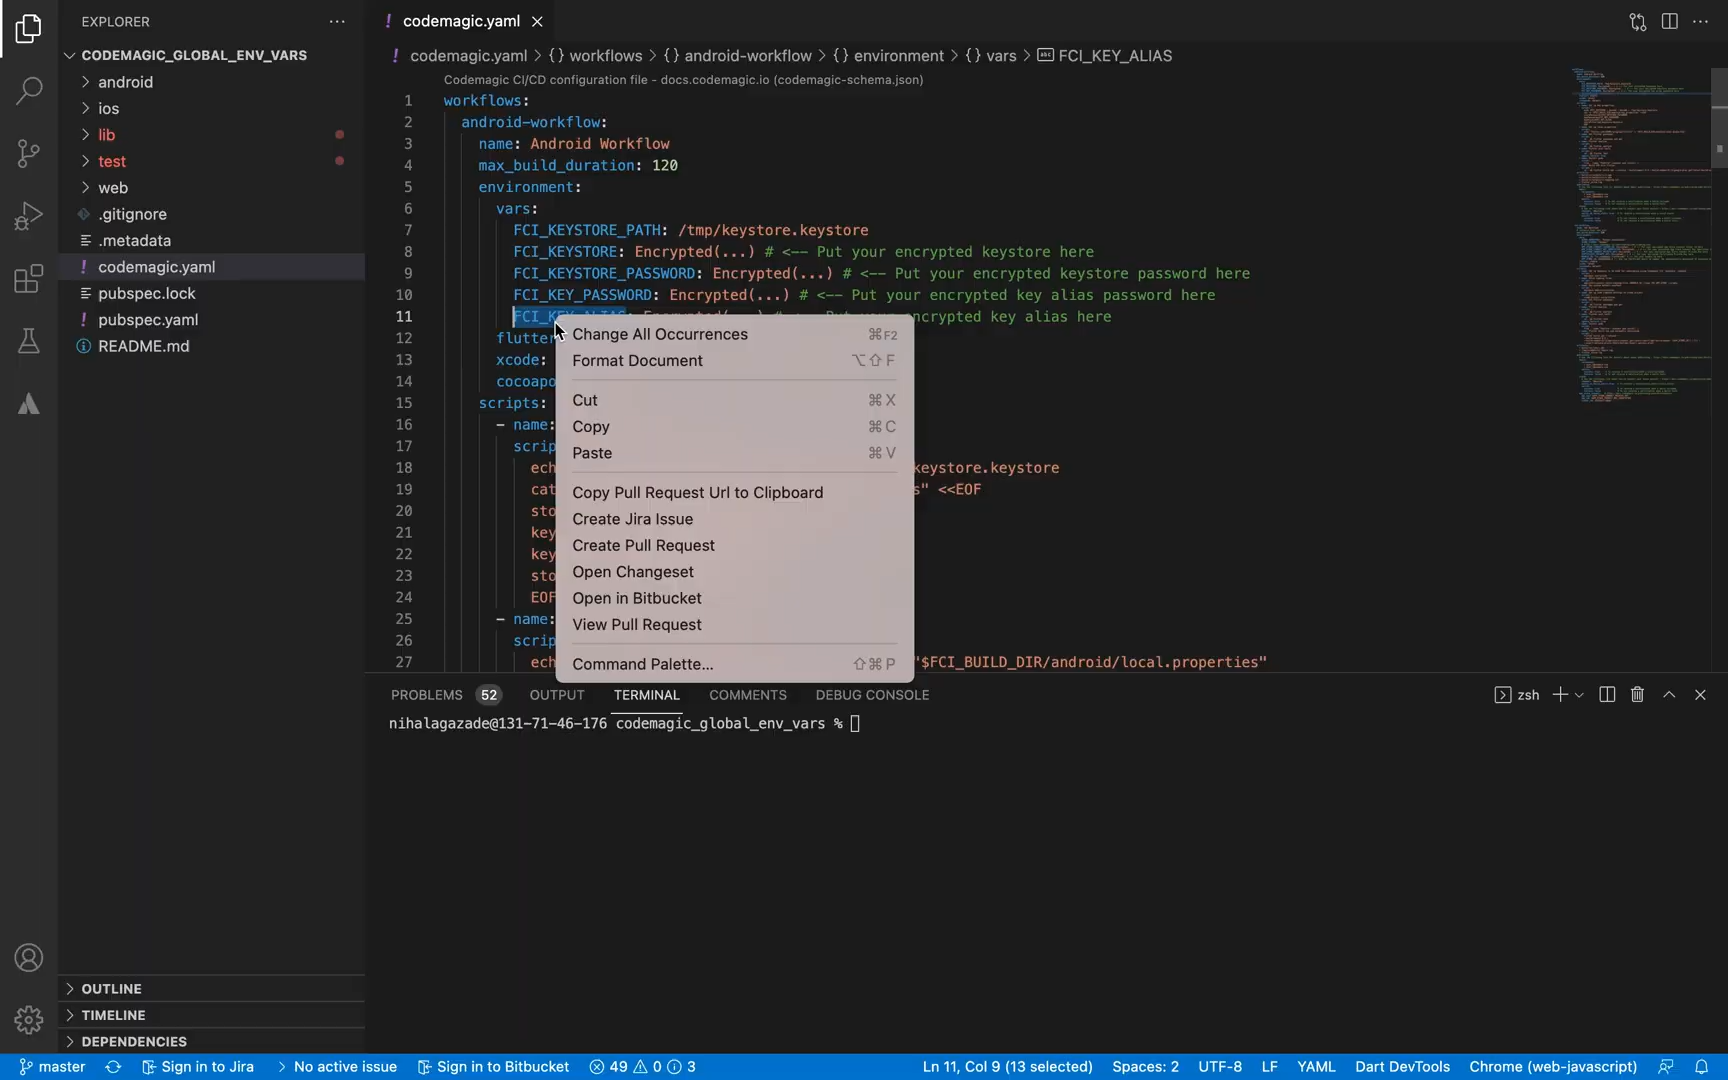 EXPLORER
CODEMAGIC_GLOBAL_ENV_VARS
android
ios
lib
test
web
.gitignore
.metadata
codemagic.yaml
pubspec.lock
pubspec.yaml
README.md
OUTLINE
TIMELINE
DEPENDENCIES
codemagic.yaml
codemagic.yaml > {} workflows > {} android-workflow > {} environment > {} vars > FCI_KEY_ALIAS
Codemagic CI/CD configuration file - docs.codemagic.io (codemagic-schema.json)
1 workflows:
2 android-workflow:
3 name: Android Workflow
4 max_build_duration: 120
5 environment:
6 vars:
7 FCI_KEYSTORE_PATH: /tmp/keystore.keystore
8 FCI_KEYSTORE: Encrypted(...) # <-- Put your encrypted keystore here
9 FCI_KEYSTORE_PASSWORD: Encrypted(...) # <-- Put your encrypted keystore password here
10 FCI_KEY_PASSWORD: Encrypted(...) # <-- Put your encrypted key alias password here
11 FCI_KEY_ALIAS: Encrypted(...) # <-- Put your encrypted key alias here
12 flutter
13 xcode:
14 cocoapo
15 scripts:
16 - name:
17 scrip
18 ech keystore.keystore
19 cat s" <<EOF
20 sto
21 key
22 key
23 sto
24 EOF
25 - name:
26 scrip
27 ech "$FCI_BUILD_DIR/android/local.properties"
Change All Occurrences ⌘F2
Format Document ⌥⇧F
Cut ⌘X
Copy ⌘C
Paste ⌘V
Copy Pull Request Url to Clipboard
Create Jira Issue
Create Pull Request
Open Changeset
Open in Bitbucket
View Pull Request
Command Palette... ⇧⌘P
PROBLEMS 52 OUTPUT TERMINAL COMMENTS DEBUG CONSOLE zsh
nihalagazade@131-71-46-176 codemagic_global_env_vars %
master Sign in to Jira No active issue Sign in to Bitbucket 49 0 3 Ln 11, Col 9 (13 selected) Spaces: 2 UTF-8 LF YAML Dart DevTools Chrome (web-javascript)